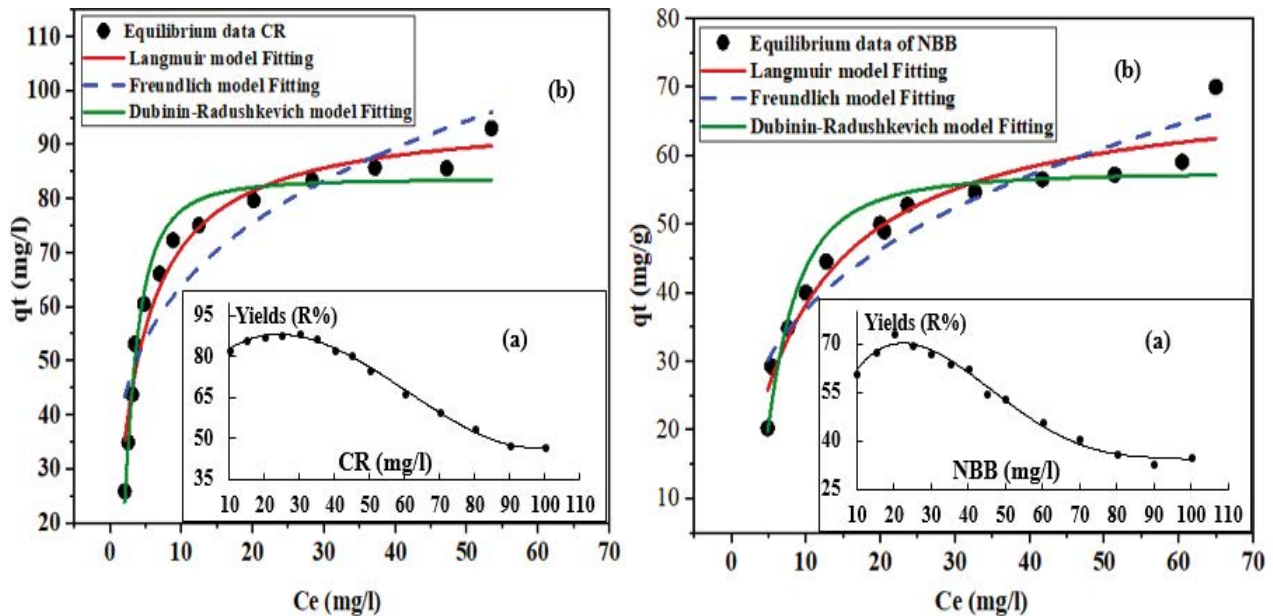 Equilibrium data CR
Langmuir model Fitting
Freundlich model Fitting
Dubinin-Radushkevich model Fitting
(b)
115
110
100
90
80
70
60
50
40
30
20
qt (mg/l)
0 10 20 30 40 50 60 70
Ce (mg/l)
Yields (R%)
(a)
95
85
65
45
35
CR (mg/l)
10 20 30 40 50 60 70 80 90 100 110
Equilibrium data of NBB
Langmuir model Fitting
Freundlich model Fitting
Dubinin-Radushkevich model Fitting
(b)
80
70
60
50
40
30
20
10
0
qt (mg/g)
0 10 20 30 40 50 60 70
Ce (mg/l)
Yields (R%)
(a)
70
55
40
25
NBB (mg/l)
10 20 30 40 50 60 70 80 90 100 110